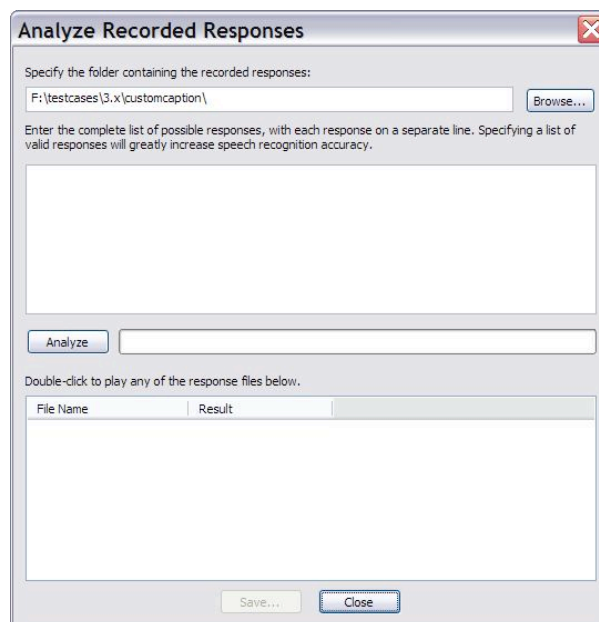 Analyze Recorded Responses
Specify the folder containing the recorded responses:
F:\testcases\3.x\customcaption\
Browse...
Enter the complete list of possible responses, with each response on a separate line. Specifying a list of
valid responses will greatly increase speech recognition accuracy.
Analyze
Double-click to play any of the response files below.
File Name Result
Save... Close